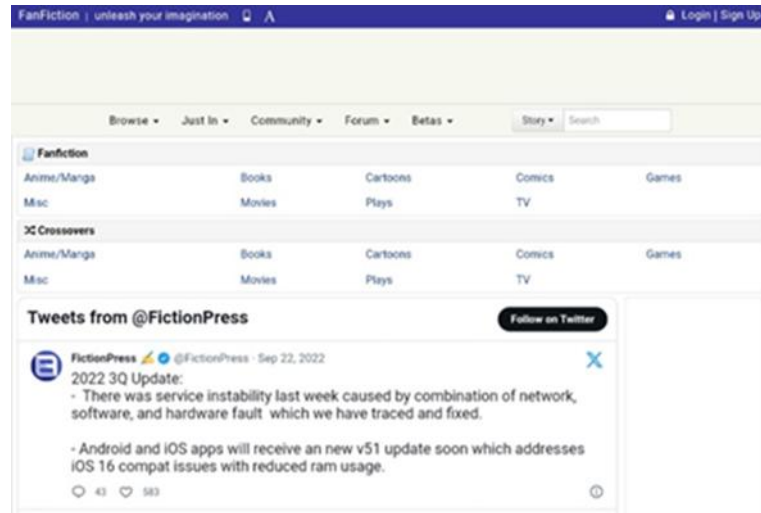 FanFiction | unleash your imagination A Login | Sign Up
Browse Just In Community Forum Betas Story Search
Fanfiction
Anime/Manga Books Cartoons Comics Games
Misc Movies Plays TV
Crossovers
Anime/Manga Books Cartoons Comics Games
Misc Movies Plays TV
Tweets from @FictionPress Follow on Twitter
FictionPress ✍️ @FictionPress · Sep 22, 2022
2022 3Q Update:
- There was service instability last week caused by combination of network,
software, and hardware fault which we have traced and fixed.
- Android and iOS apps will receive an new v51 update soon which addresses
iOS 16 compat issues with reduced ram usage.
43 583